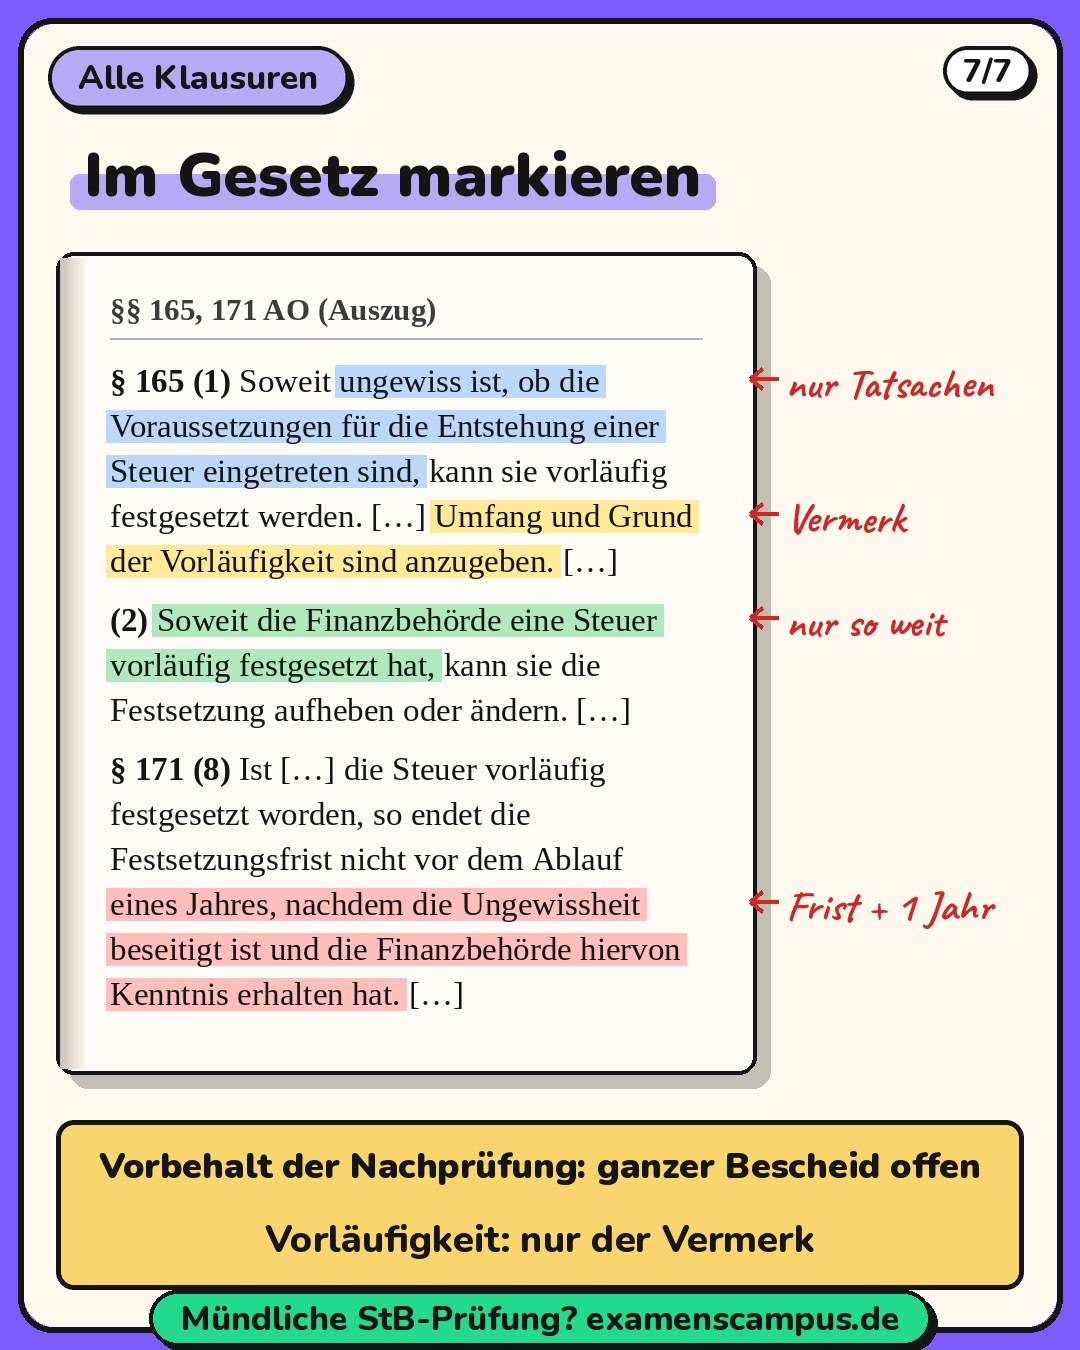 Alle Klausuren
7/7
Im Gesetz markieren
§§ 165, 171 AO (Auszug)
§ 165 (1) Soweit ungewiss ist, ob die
Voraussetzungen für die Entstehung einer
Steuer eingetreten sind, kann sie vorläufig
festgesetzt werden. […] Umfang und Grund
der Vorläufigkeit sind anzugeben. […]
(2) Soweit die Finanzbehörde eine Steuer
vorläufig festgesetzt hat, kann sie die
Festsetzung aufheben oder ändern. […]
§ 171 (8) Ist […] die Steuer vorläufig
festgesetzt worden, so endet die
Festsetzungsfrist nicht vor dem Ablauf
eines Jahres, nachdem die Ungewissheit
beseitigt ist und die Finanzbehörde hiervon
Kenntnis erhalten hat. […]
nur Tatsachen
Vermerk
nur so weit
Frist + 1 Jahr
Vorbehalt der Nachprüfung: ganzer Bescheid offen
Vorläufigkeit: nur der Vermerk
Mündliche StB-Prüfung? examenscampus.de